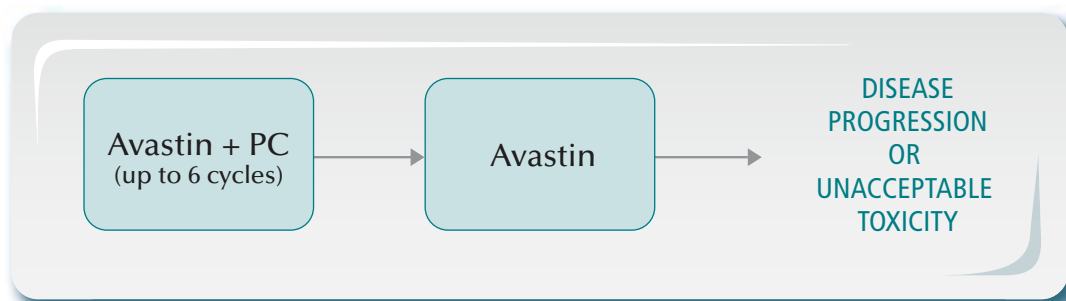 Avastin + PC
(up to 6 cycles)
Avastin
DISEASE
PROGRESSION
OR
UNACCEPTABLE
TOXICITY